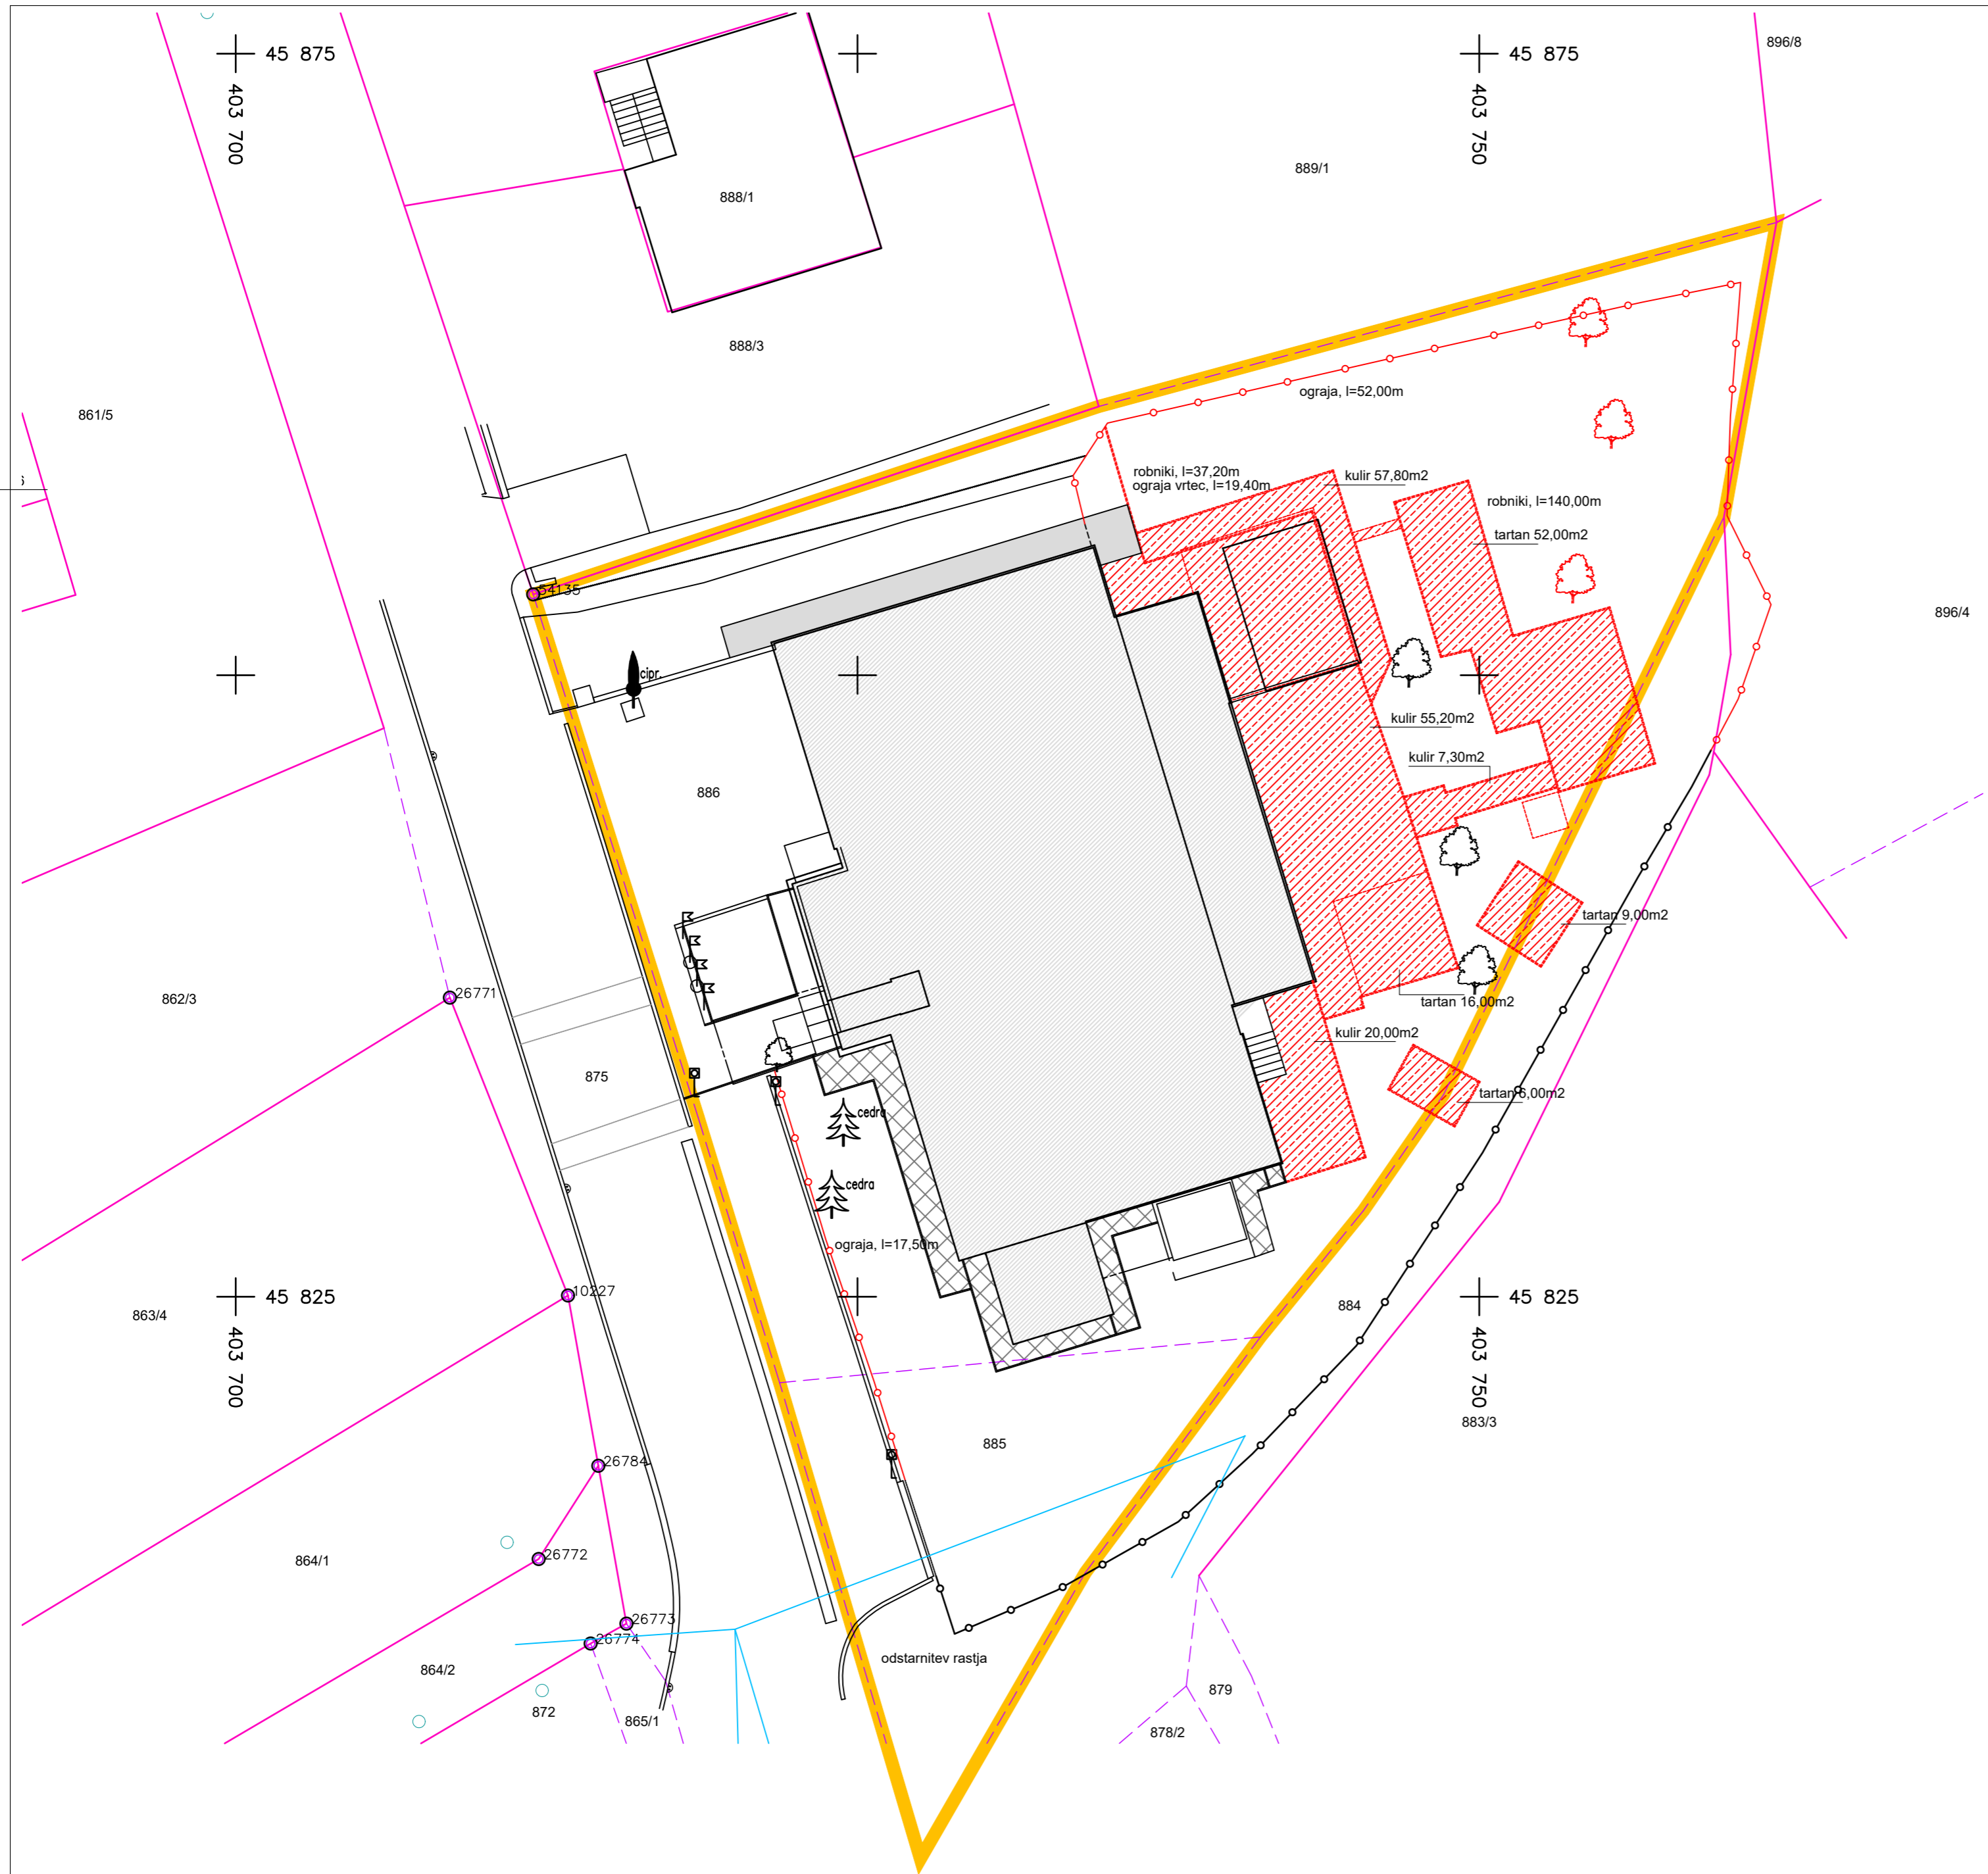 896/8
45 875
45 875
403 700
403 750
889/1
888/1
888/3
861/5
ograja, l=52,00m
robniki, l=37,20m
ograja vrtec, l=19,40m
kulir 57,80m2
robniki, l=140,00m
tartan 52,00m2
54135
896/4
cipr.
kulir 55,20m2
kulir 7,30m2
886
tartan 9,00m2
862/3
26771
tartan 16,00m2
kulir 20,00m2
875
tartan 6,00m2
cedra
cedra
ograja, l=17,50m
10227
45 825
45 825
884
863/4
403 700
403 750
883/3
885
26784
26772
864/1
26773
26774
odstarnitev rastja
864/2
879
872
865/1
878/2